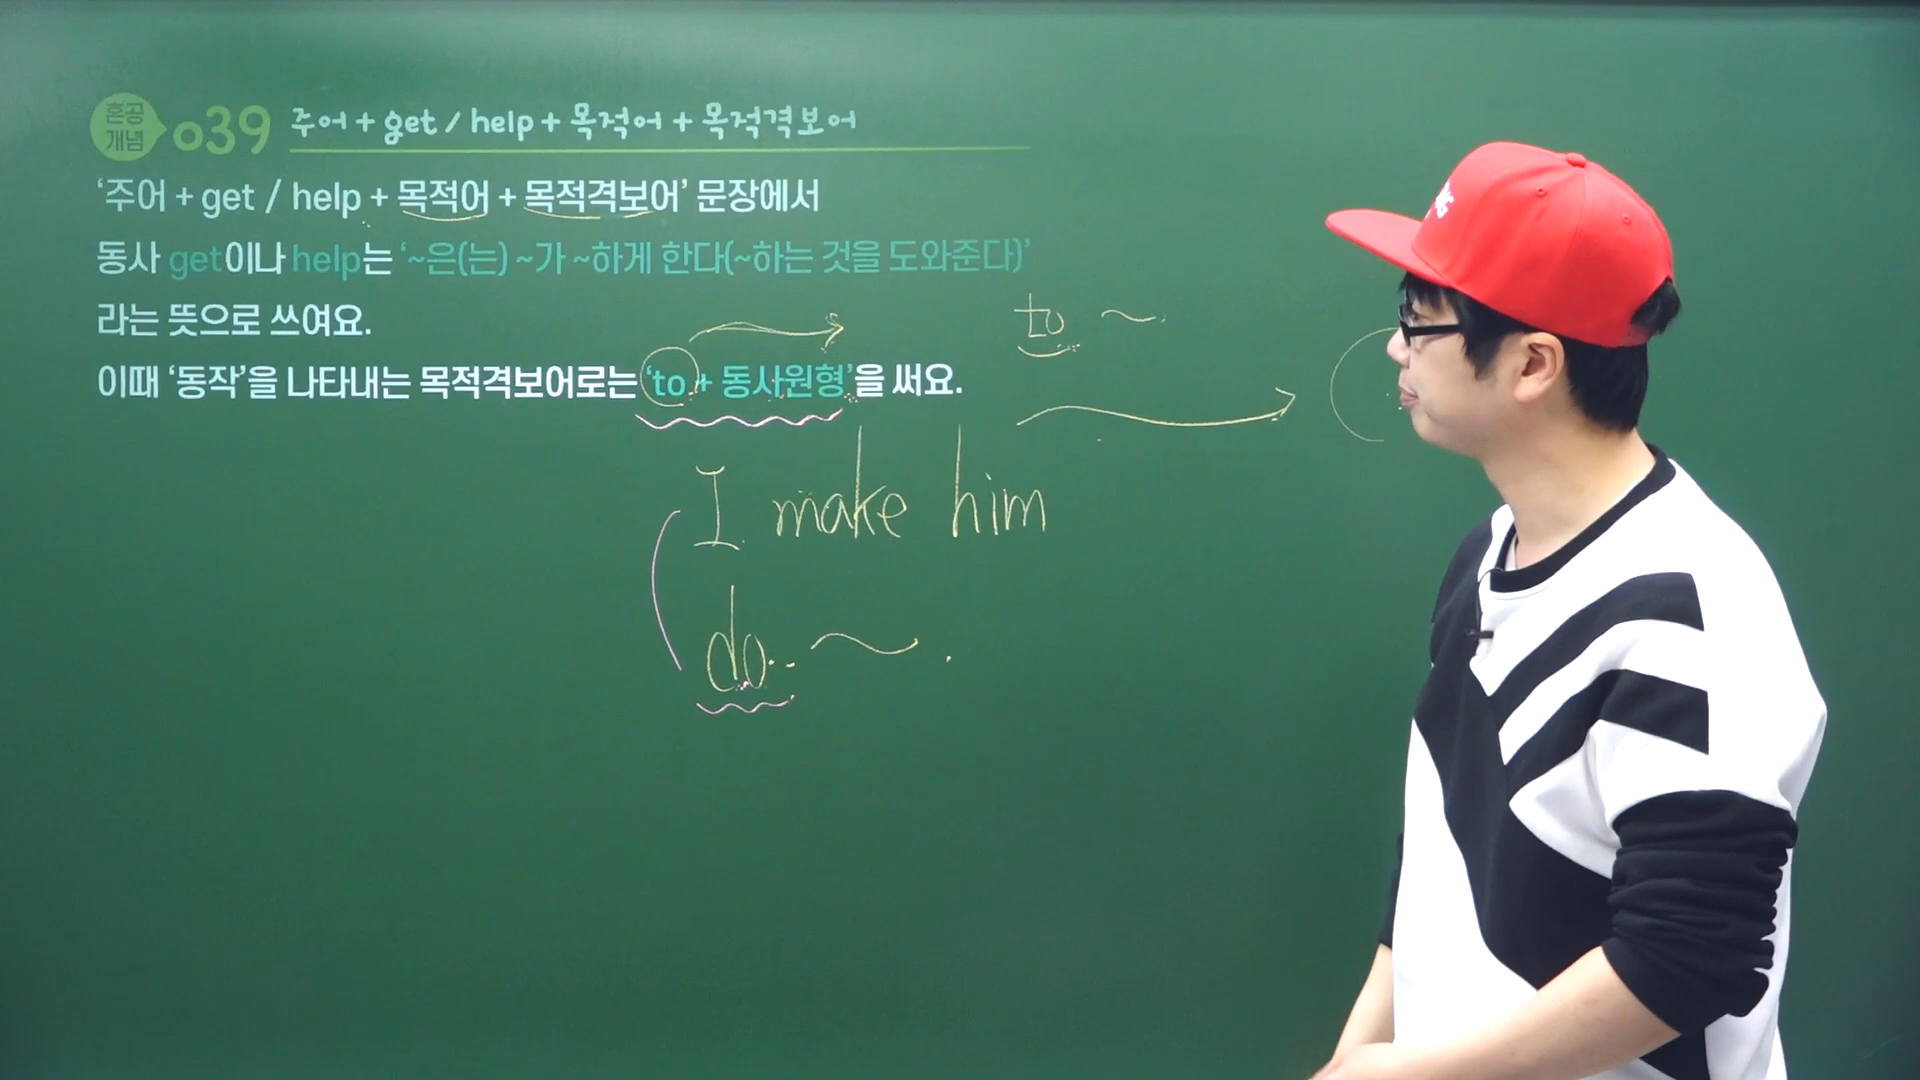 혼공
개념
039 주어 + get / help + 목적어 + 목적격보어
‘주어 + get / help + 목적어 + 목적격보어’ 문장에서
동사 get이나 help는 ‘~은(는) ~가 ~하게 한다(~하는 것을 도와준다)’
라는 뜻으로 쓰여요.
to ~.
이때 ‘동작’을 나타내는 목적격보어로는 ‘to + 동사원형’을 써요.
I make him
do ~ .